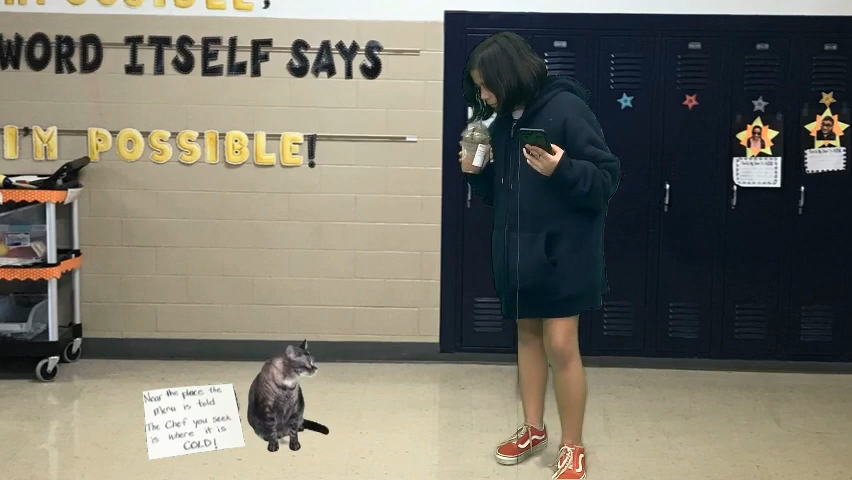 WORD ITSELF SAYS
I'M POSSIBLE!
Near the place the
Menu is told
The Chef you seek
is where it is
COLD!